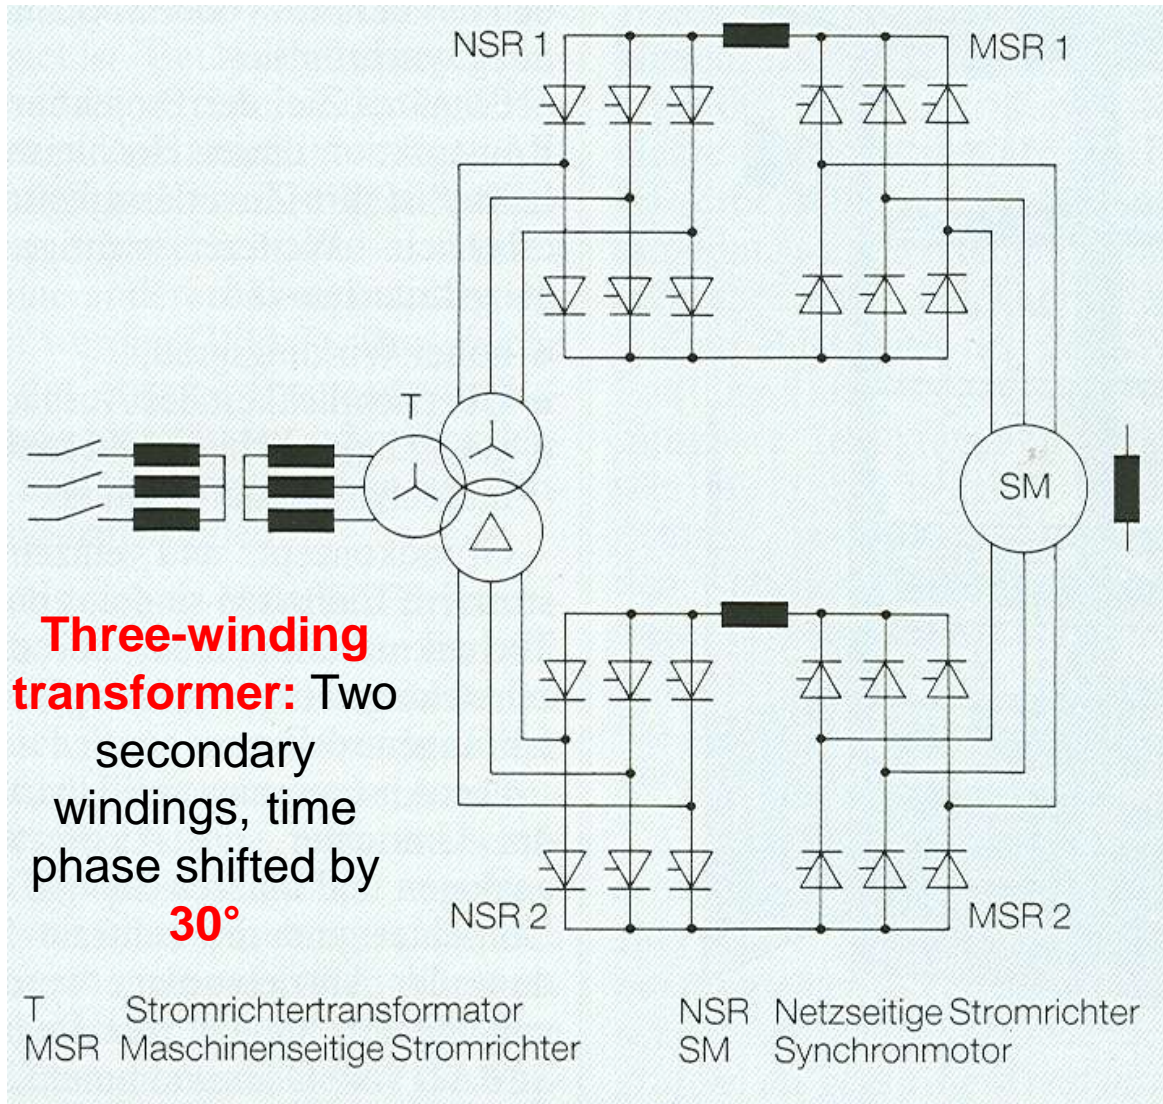 NSR 1
MSR 1
T
SM
Three-winding
transformer: Two
secondary
windings, time
phase shifted by
30°
NSR 2
MSR 2
T Stromrichtertransformator
MSR Maschinenseitige Stromrichter
NSR Netzseitige Stromrichter
SM Synchronmotor